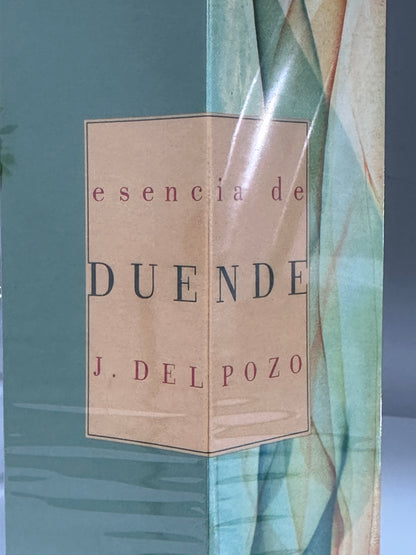 esencia de
DUENDE
J. DEL POZO